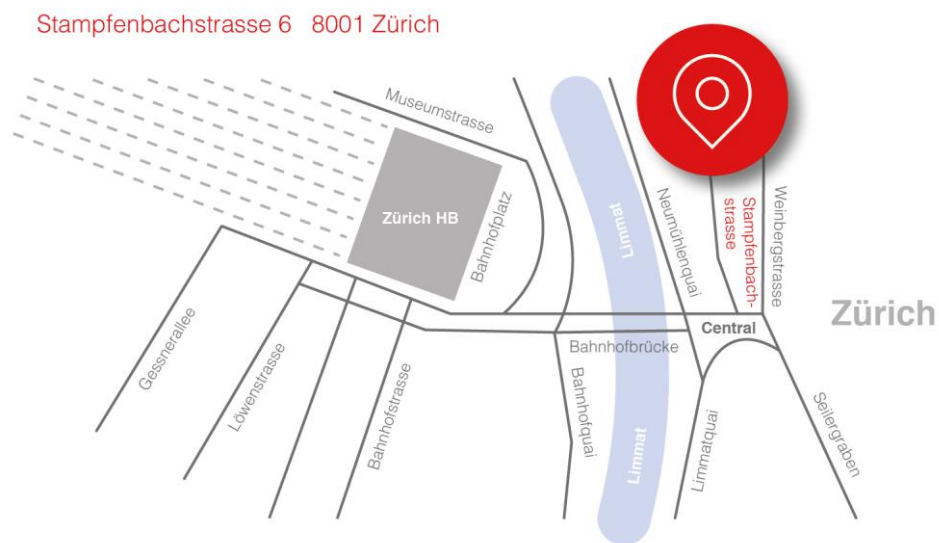 Stampfenbachstrasse 6   8001 Zürich
Museumstrasse
Zürich HB
Bahnhofplatz
Limmat
Neumühlenquai
Stampfenbach-
strasse
Weinbergstrasse
Zürich
Central
Bahnhofbrücke
Gessnerallee
Löwenstrasse
Bahnhofstrasse
Bahnhofquai
Limmat
Limmatquai
Seilergraben